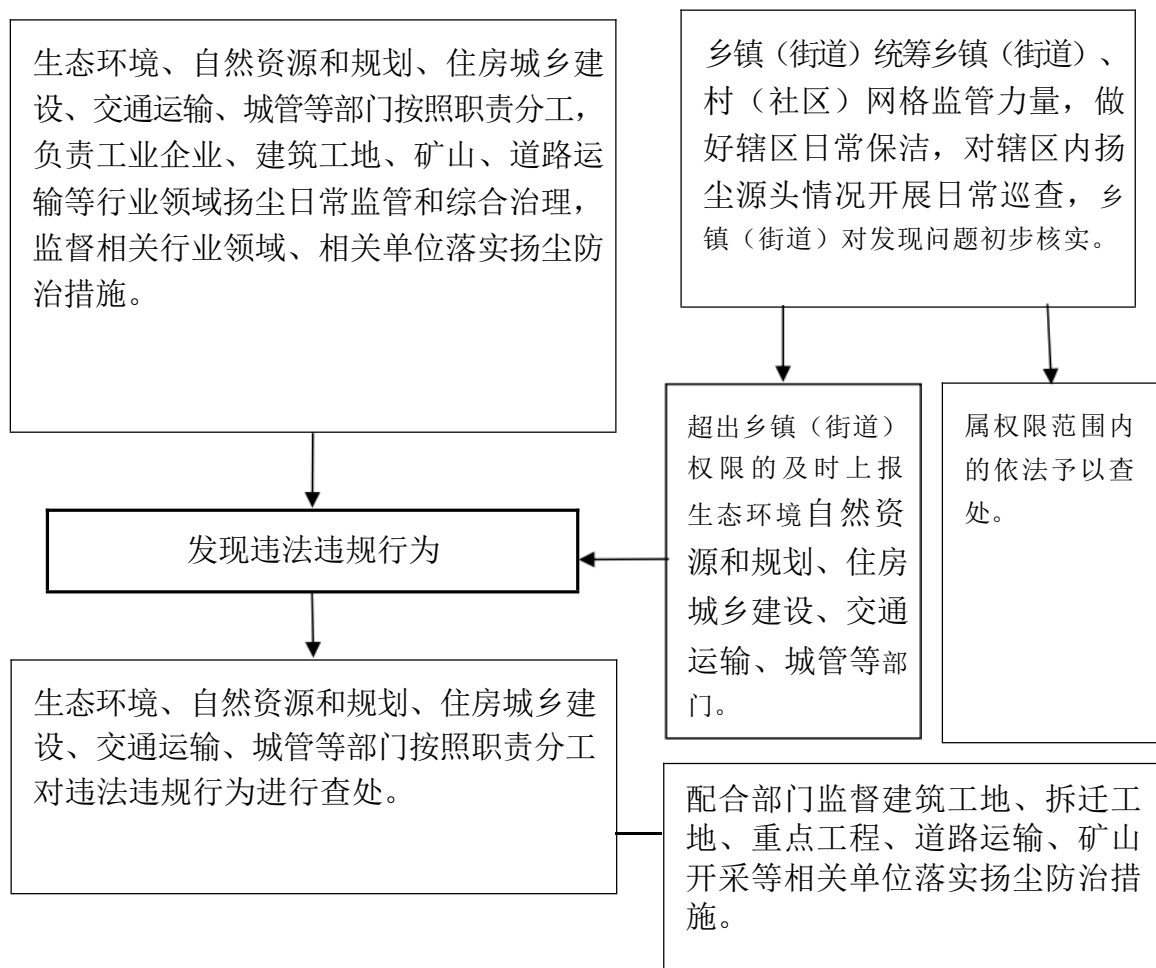 生态环境、自然资源和规划、住房城乡建
设、交通运输、城管等部门按照职责分工，
负责工业企业、建筑工地、矿山、道路运
输等行业领域扬尘日常监管和综合治理，
监督相关行业领域、相关单位落实扬尘防
治措施。
乡镇（街道）统筹乡镇（街道）、
村（社区）网格监管力量，做
好辖区日常保洁，对辖区内扬
尘源头情况开展日常巡查，乡
镇（街道）对发现问题初步核实。
超出乡镇（街道）
权限的及时上报
生态环境自然资
源和规划、住房
城乡建设、交通
运输、城管等部
门。
属权限范围内
的依法予以查
处。
发现违法违规行为
生态环境、自然资源和规划、住房城乡建
设、交通运输、城管等部门按照职责分工
对违法违规行为进行查处。
配合部门监督建筑工地、拆迁工
地、重点工程、道路运输、矿山
开采等相关单位落实扬尘防治措
施。